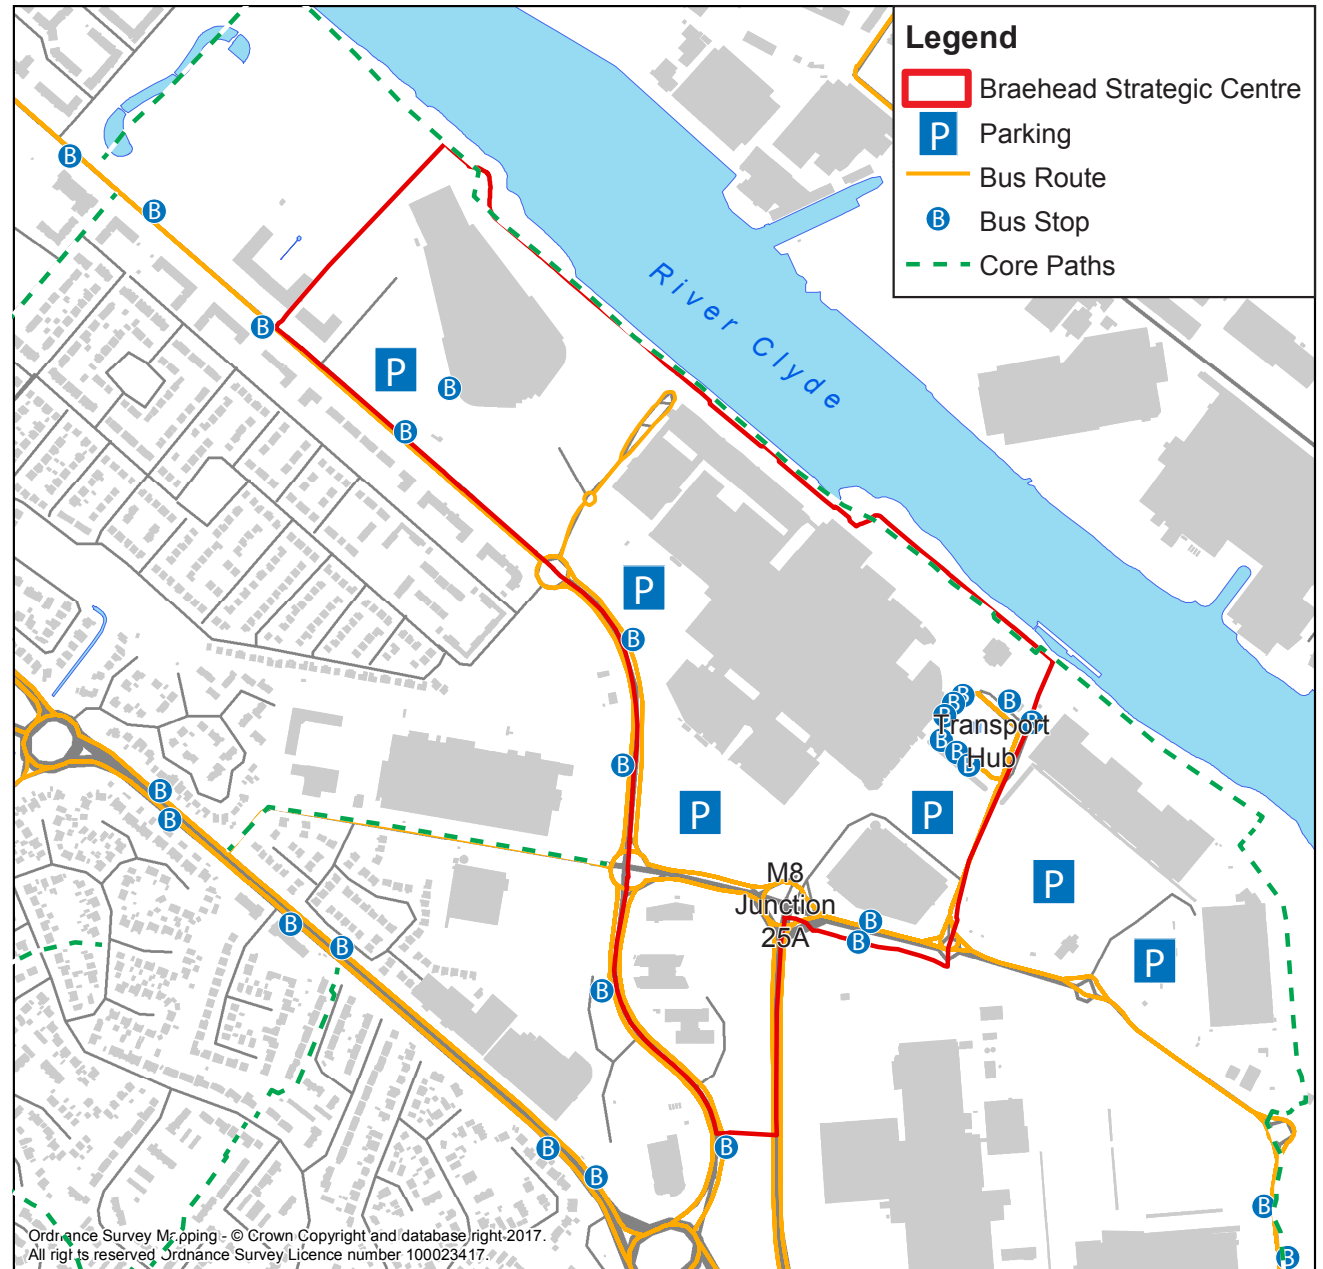 Legend
Braehead Strategic Centre
P Parking
Bus Route
B Bus Stop
Core Paths
B
B
B
River Clyde
P
B
B
P
B
B
B
B
B
B
B
B
B
B
B
Transport
Hub
P
P
P
P
M8
Junction
25A
B
B
B
B
B
B
B
B
B
B
B
B
Ordnance Survey Mapping - © Crown Copyright and database right 2017.
All rights reserved Ordnance Survey Licence number 100023417.